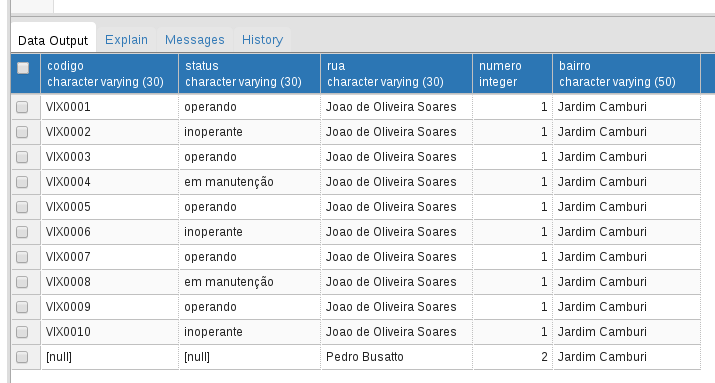 Data Output Explain Messages History
codigo status rua numero bairro
character varying (30) character varying (30) character varying (30) integer character varying (50)
VIX0001 operando Joao de Oliveira Soares 1 Jardim Camburi
VIX0002 inoperante Joao de Oliveira Soares 1 Jardim Camburi
VIX0003 operando Joao de Oliveira Soares 1 Jardim Camburi
VIX0004 em manutenção Joao de Oliveira Soares 1 Jardim Camburi
VIX0005 operando Joao de Oliveira Soares 1 Jardim Camburi
VIX0006 inoperante Joao de Oliveira Soares 1 Jardim Camburi
VIX0007 operando Joao de Oliveira Soares 1 Jardim Camburi
VIX0008 em manutenção Joao de Oliveira Soares 1 Jardim Camburi
VIX0009 operando Joao de Oliveira Soares 1 Jardim Camburi
VIX0010 inoperante Joao de Oliveira Soares 1 Jardim Camburi
[null] [null] Pedro Busatto 2 Jardim Camburi